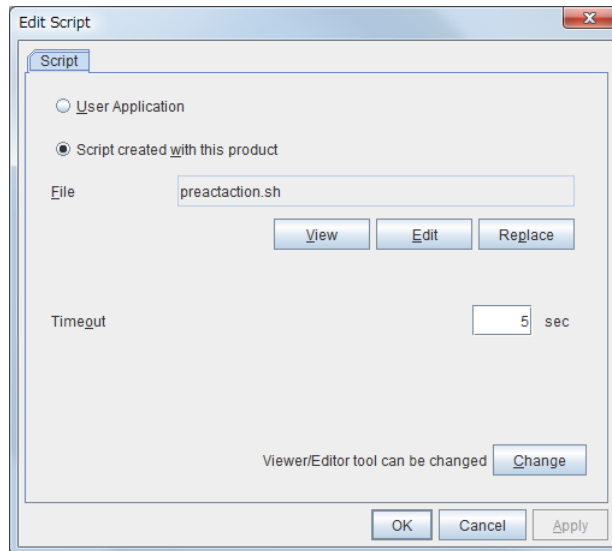 Edit Script
Script
User Application
Script created with this product
File preactaction.sh
View Edit Replace
Timeout 5 sec
Viewer/Editor tool can be changed Change
OK Cancel Apply